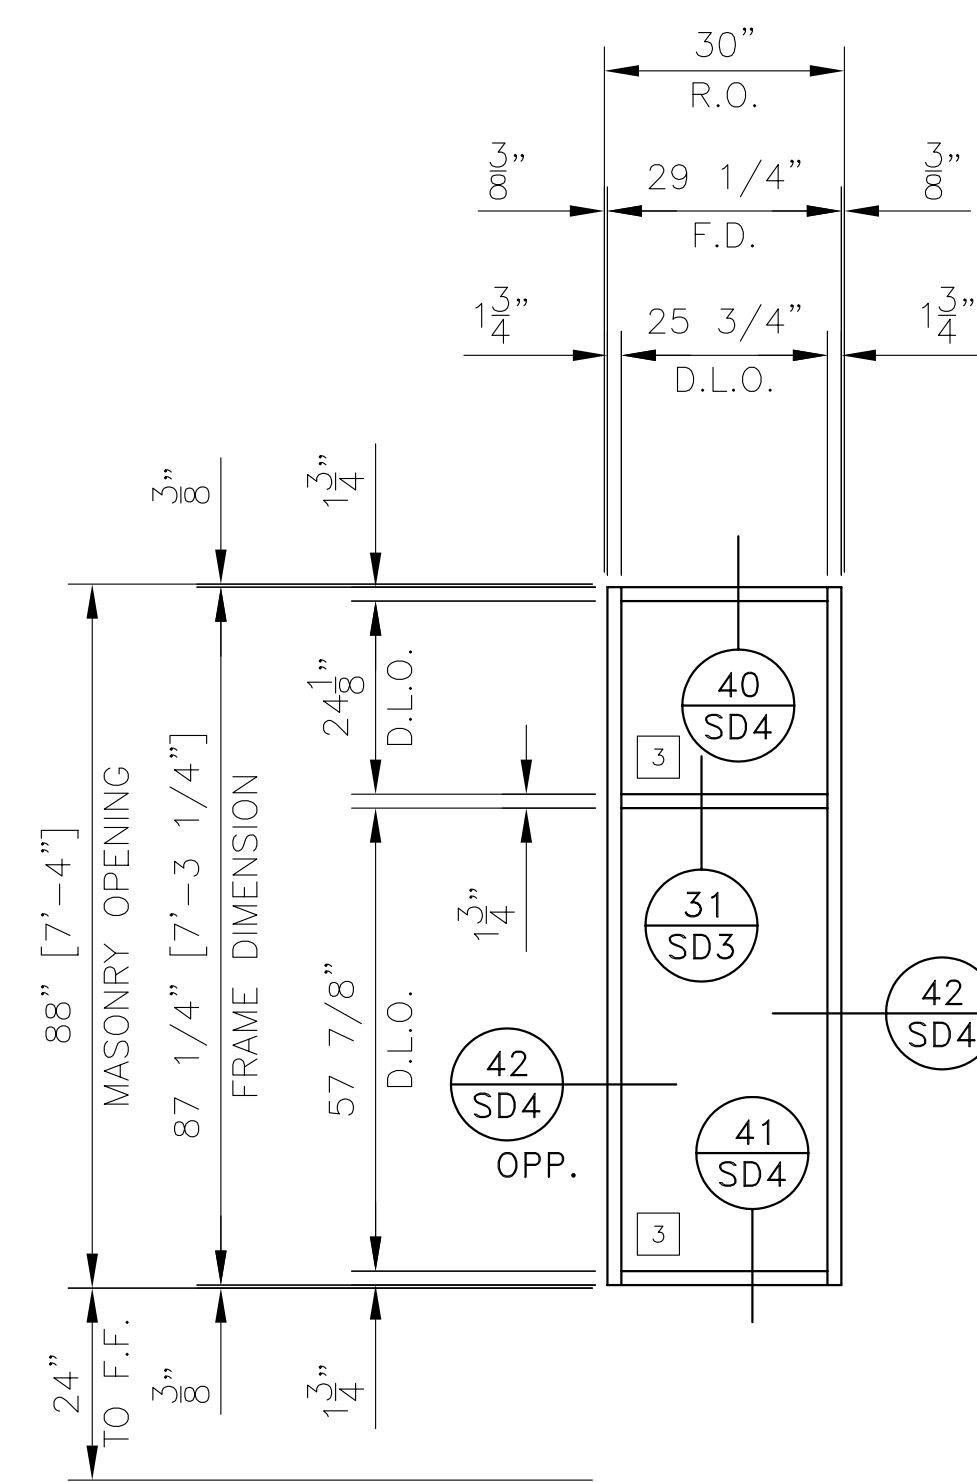 30"
R.O.
3/8"
29 1/4"
3/8"
F.D.
1 3/4"
25 3/4"
1 3/4"
D.L.O.
3/8"
1 3/4"
88" [7'-4"]
MASONRY OPENING
87 1/4" [7'-3 1/4"]
FRAME DIMENSION
24 1/8"
D.L.O.
1 3/4"
57 7/8"
D.L.O.
40
SD4
3
31
SD3
42
SD4
42
SD4
OPP.
41
SD4
3
24"
TO F.F.
3/8"
1 3/4"